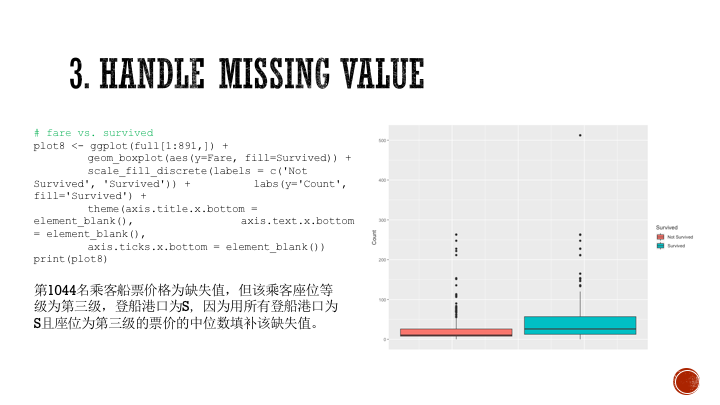 3. HANDLE MISSING VALUE
# fare vs. survived
plot8 <- ggplot(full[1:891,]) +
geom_boxplot(aes(y=Fare, fill=Survived)) +
scale_fill_discrete(labels = c('Not
Survived', 'Survived')) + labs(y='Count',
fill='Survived') +
theme(axis.title.x.bottom =
element_blank(), axis.text.x.bottom
= element_blank(),
axis.ticks.x.bottom = element_blank())
print(plot8)
第1044名乘客船票价格为缺失值，但该乘客座位等
级为第三级，登船港口为S，因为用所有登船港口为
S且座位为第三级的票价的中位数填补该缺失值。
500
400
300
200
100
0
Count
Survived
Not Survived
Survived